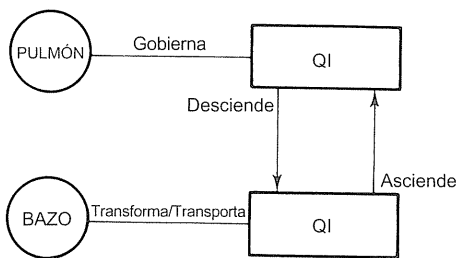 PULMÓN
Gobierna
QI
Desciende
Asciende
BAZO
Transforma/Transporta
QI